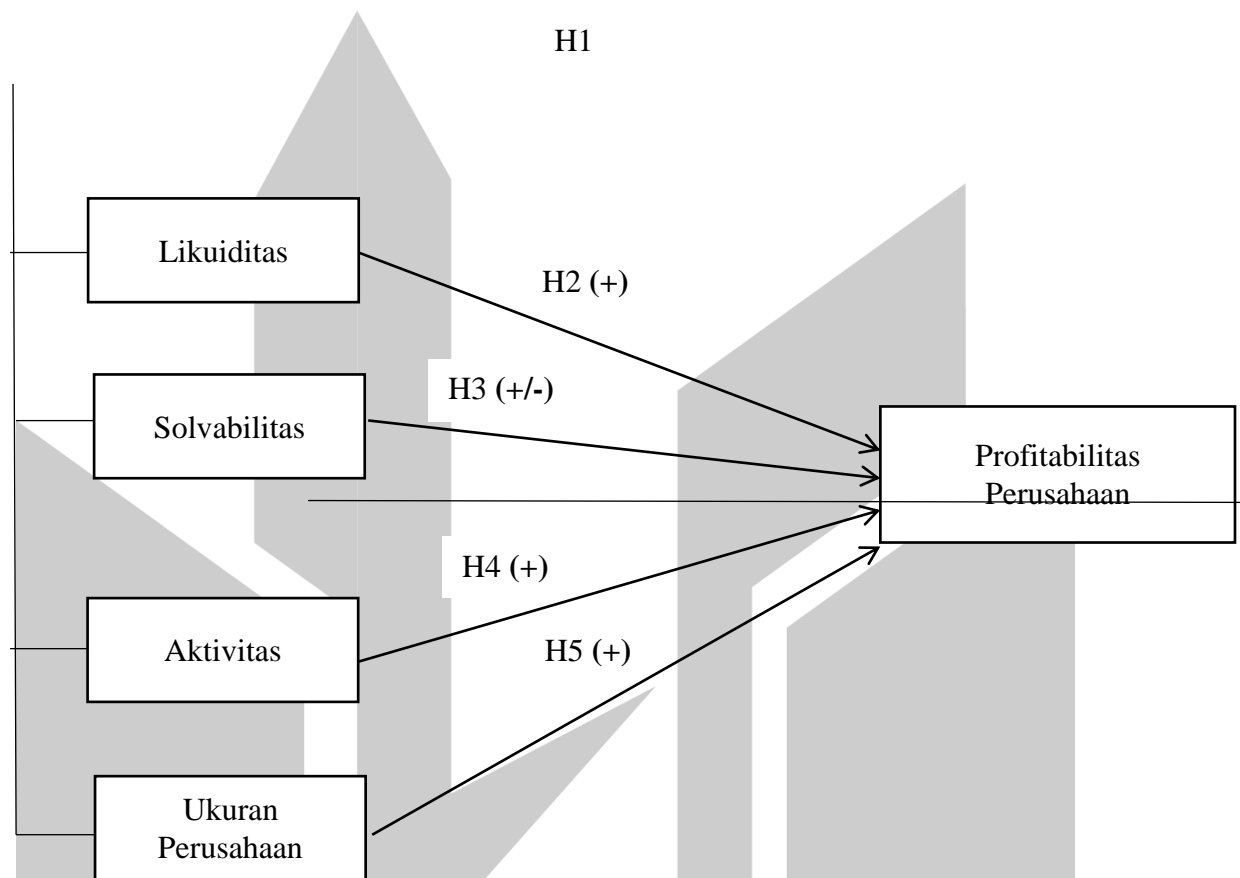 H1
Likuiditas
H2 (+)
H3 (+/-)
Solvabilitas
Profitabilitas
Perusahaan
H4 (+)
Aktivitas
H5 (+)
Ukuran
Perusahaan